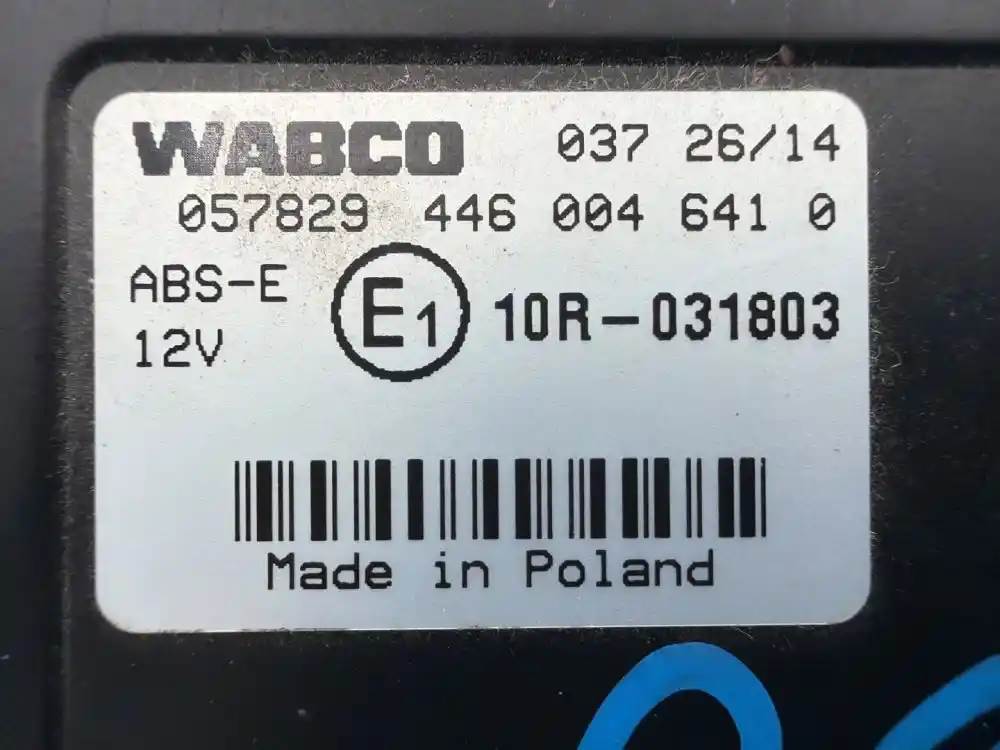 WABCO 037 26/14
057829 446 004 641 0
ABS-E E1 10R-031803
12V
Made in Poland